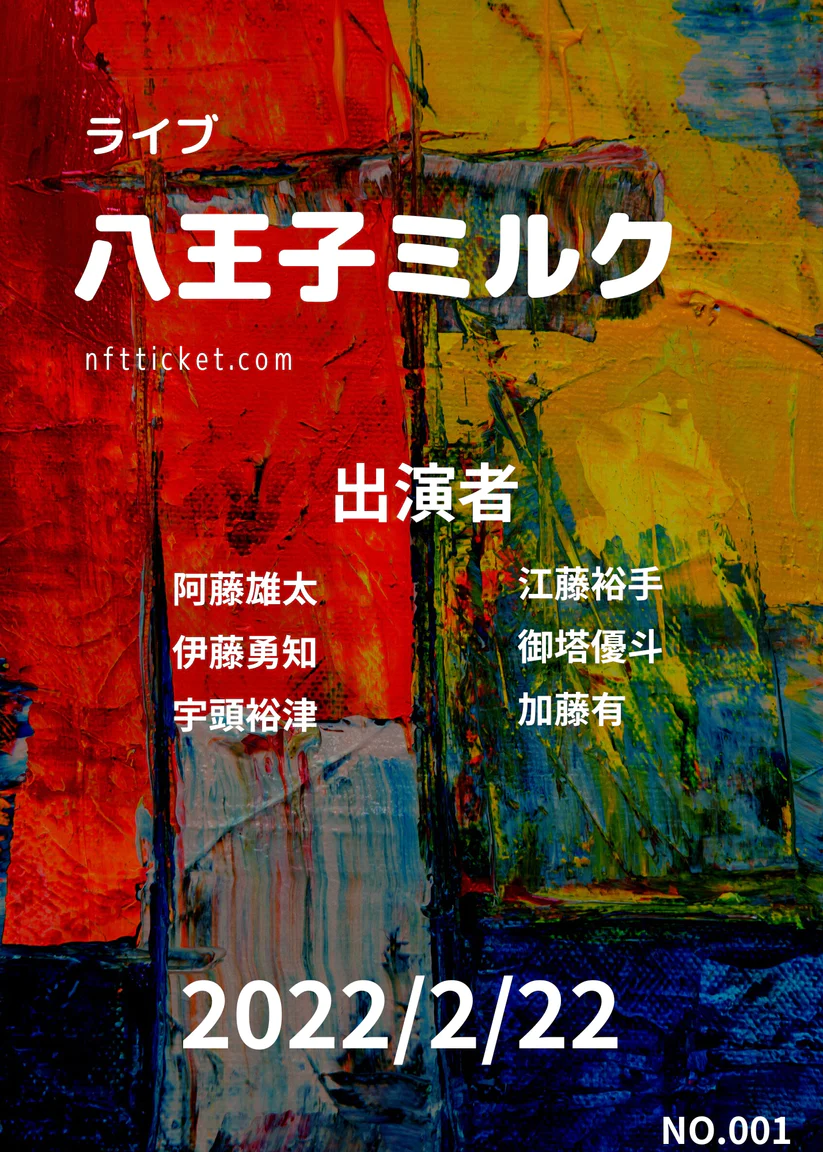 ライブ
八王子ミルク
nftticket.com
出演者
阿藤雄太
伊藤勇知
宇頭裕津
江藤裕手
御塔優斗
加藤有
2022/2/22
NO.001